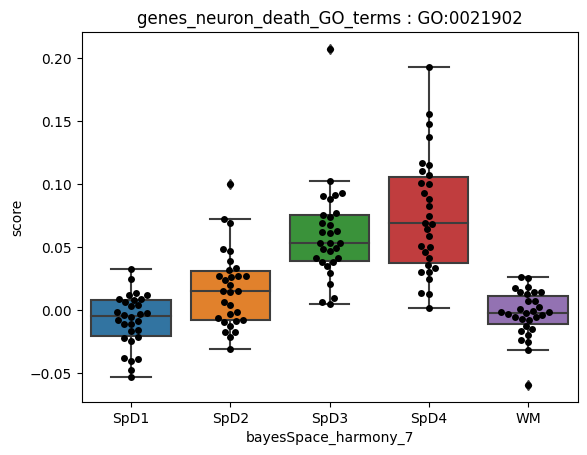 genes_neuron_death_GO_terms : GO:0021902
0.20
0.15
0.10
0.05
0.00
−0.05
score
SpD1 SpD2 SpD3 SpD4 WM
bayesSpace_harmony_7